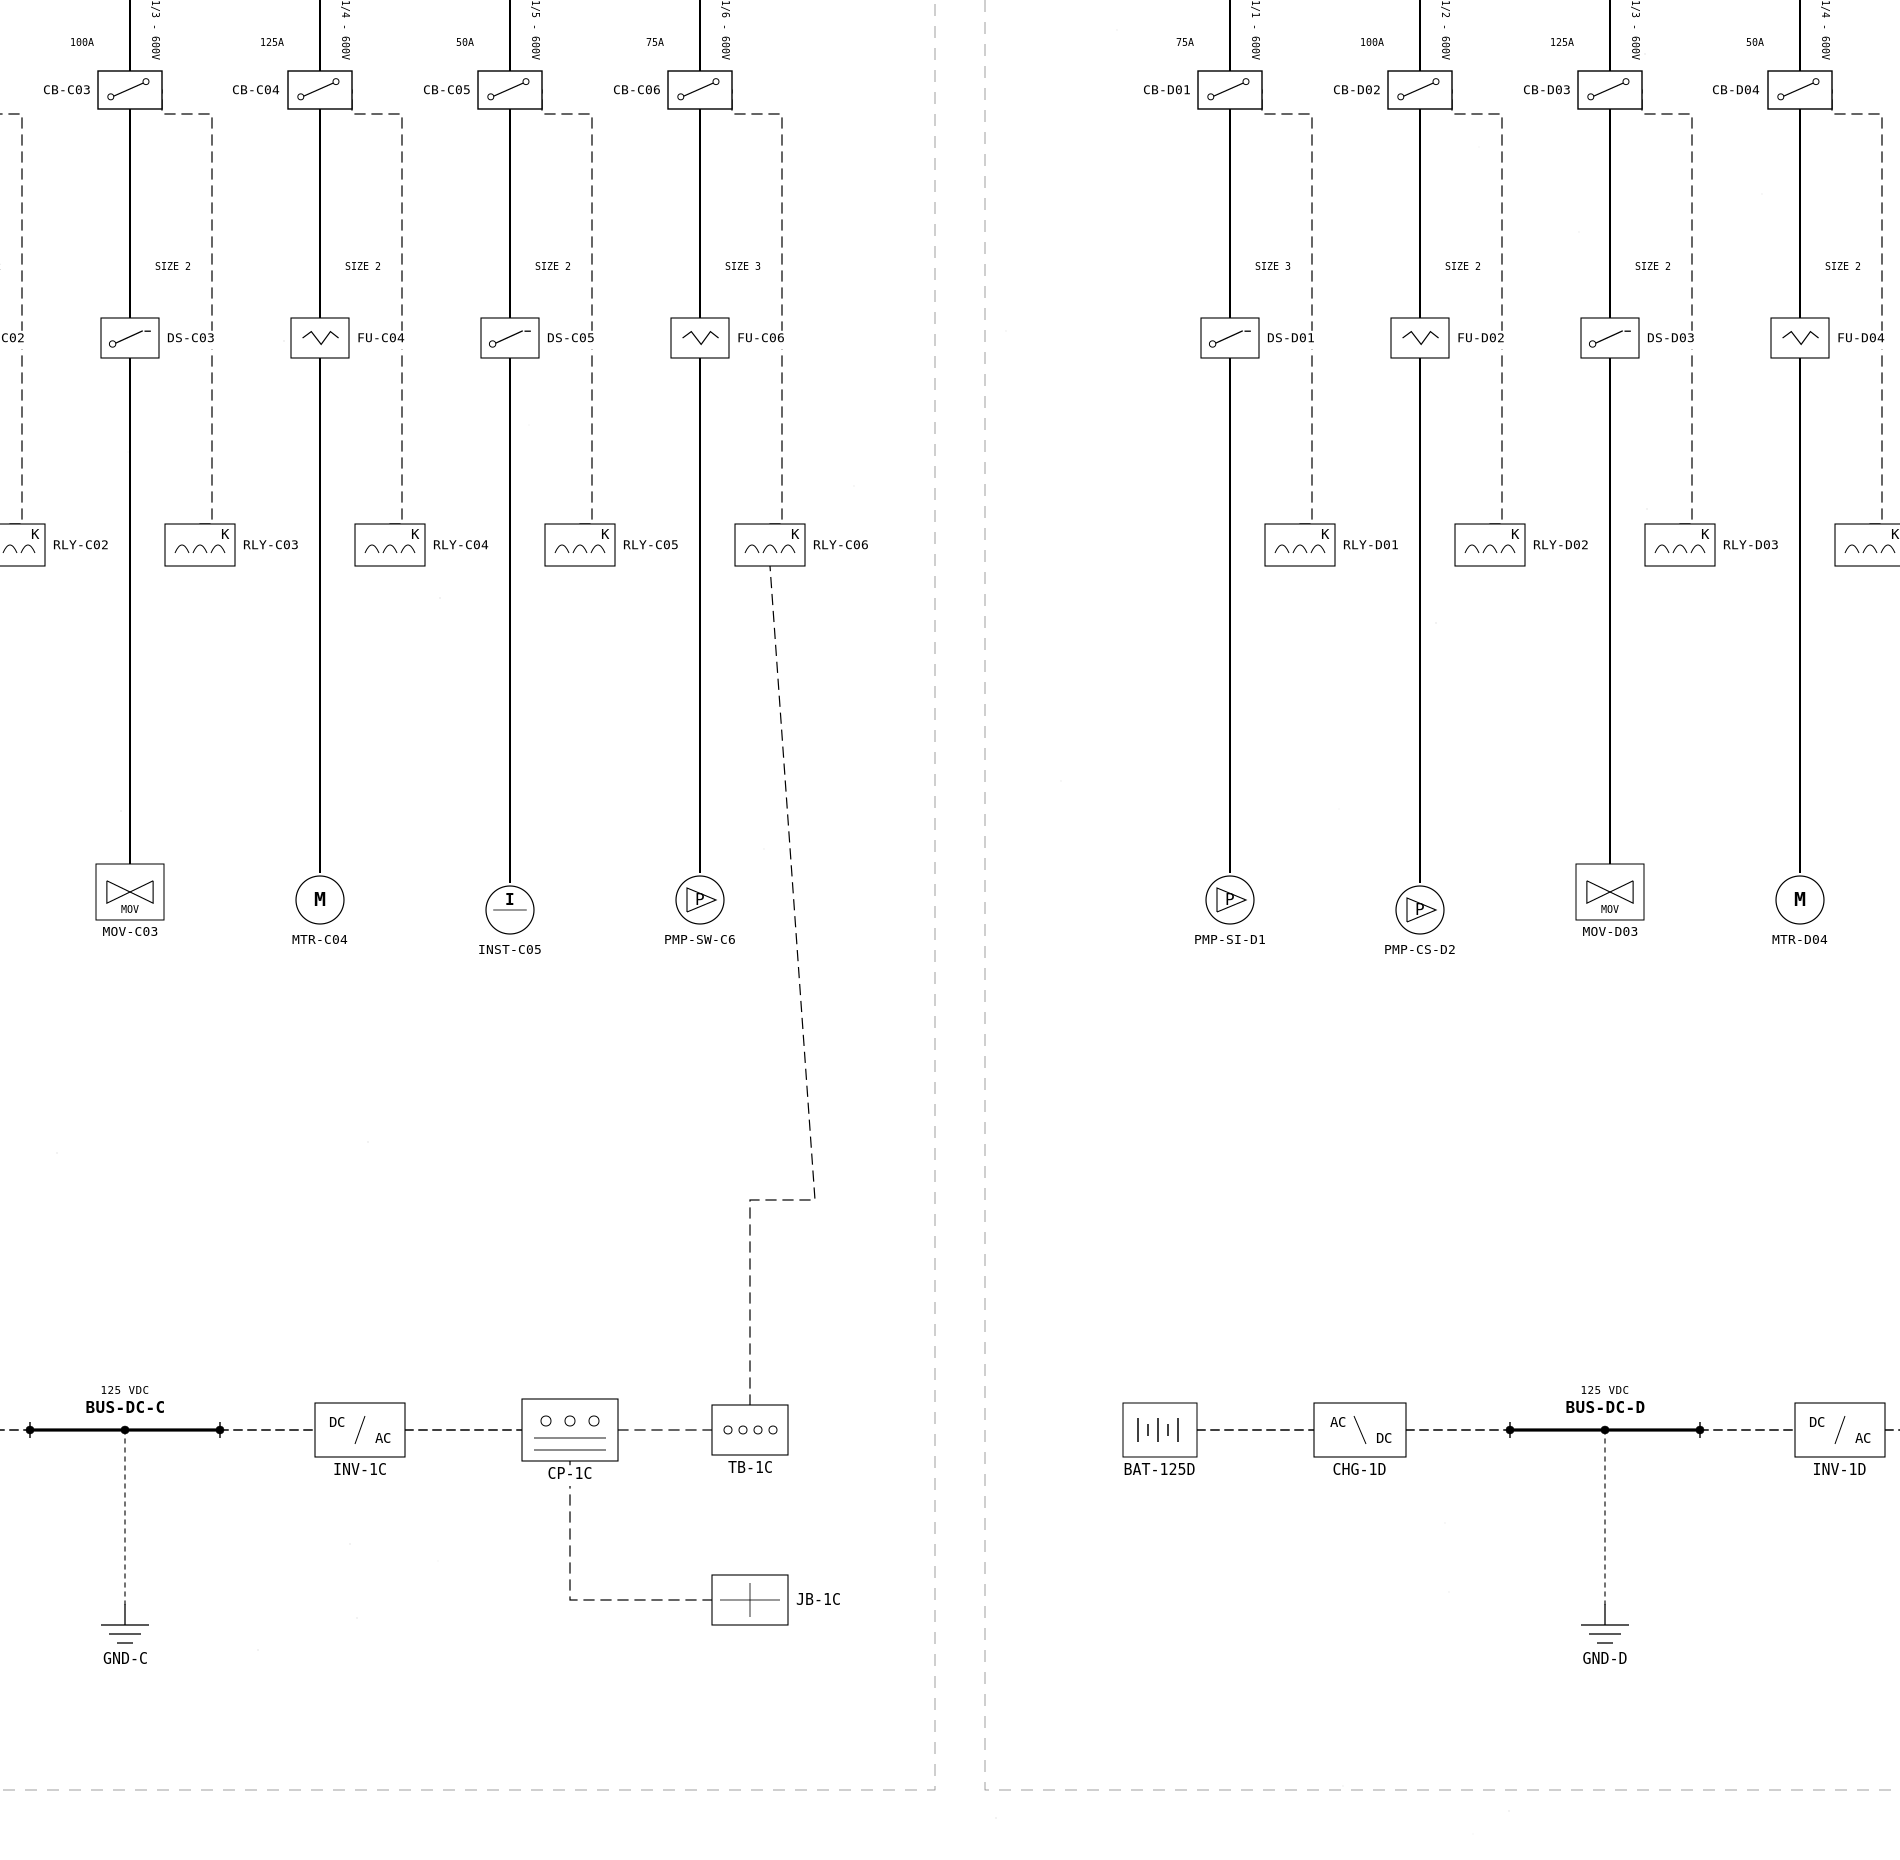 1/3 - 600V
1/4 - 600V
1/5 - 600V
1/6 - 600V
1/1 - 600V
1/2 - 600V
1/3 - 600V
1/4 - 600V
100A
125A
50A
75A
75A
100A
125A
50A
CB-C03
CB-C04
CB-C05
CB-C06
CB-D01
CB-D02
CB-D03
CB-D04
SIZE 2
SIZE 2
SIZE 2
SIZE 3
SIZE 3
SIZE 2
SIZE 2
SIZE 2
C02
DS-C03
FU-C04
DS-C05
FU-C06
DS-D01
FU-D02
DS-D03
FU-D04
K
K
K
K
K
K
K
K
K
RLY-C02
RLY-C03
RLY-C04
RLY-C05
RLY-C06
RLY-D01
RLY-D02
RLY-D03
MOV
M
I
P
P
P
MOV
M
MOV-C03
MTR-C04
INST-C05
PMP-SW-C6
PMP-SI-D1
PMP-CS-D2
MOV-D03
MTR-D04
125 VDC
BUS-DC-C
DC
AC
INV-1C
CP-1C
TB-1C
JB-1C
GND-C
BAT-125D
AC
DC
CHG-1D
125 VDC
BUS-DC-D
DC
AC
INV-1D
GND-D